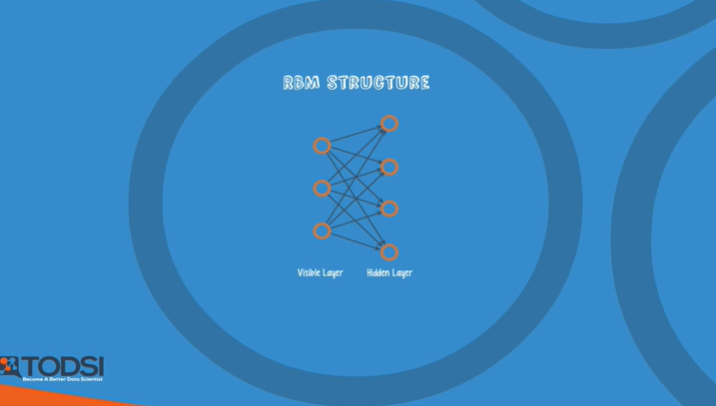 RBM STRUCTURE
Visible Layer
Hidden Layer
TODSI
Become A Better Data Scientist